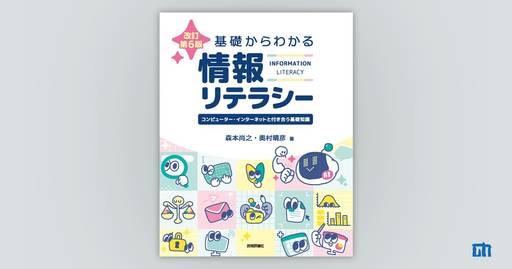 改訂
第6版
基礎からわかる
情報
INFORMATION
LITERACY
リテラシー
コンピューター・インターネットと付き合う基礎知識
森本尚之・奥村晴彦 著
AI
技術評論社